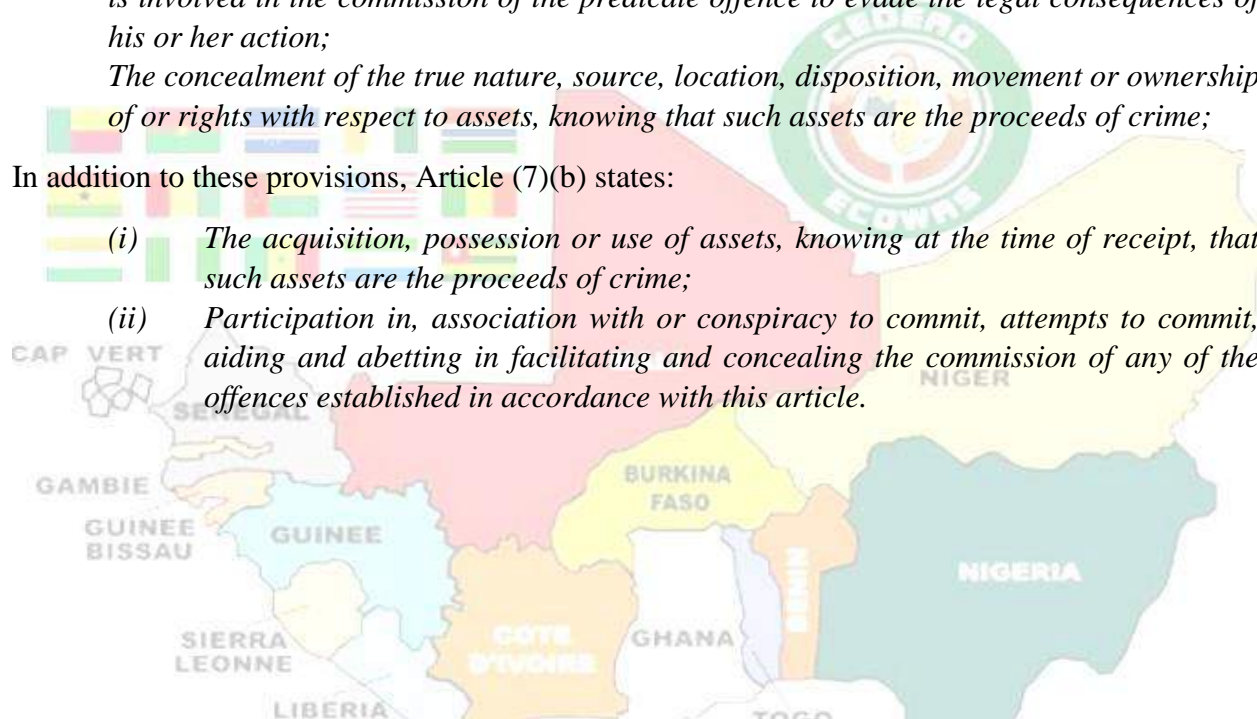 is involved in the commission of the predicate offence to evade the legal consequences of
his or her action;
The concealment of the true nature, source, location, disposition, movement or ownership
of or rights with respect to assets, knowing that such assets are the proceeds of crime;
CEDEAO
In addition to these provisions, Article (7)(b) states:
ECOWAS
(i) The acquisition, possession or use of assets, knowing at the time of receipt, that
such assets are the proceeds of crime;
(ii) Participation in, association with or conspiracy to commit, attempts to commit,
aiding and abetting in facilitating and concealing the commission of any of the
offences established in accordance with this article.
CAP VERT
NIGER
SENEGAL
GAMBIE
BURKINA
FASO
GUINEE
BISSAU
GUINEE
NIGERIA
BENIN
SIERRA
LEONNE
COTE
D'IVOIRE
GHANA
LIBERIA
TOGO